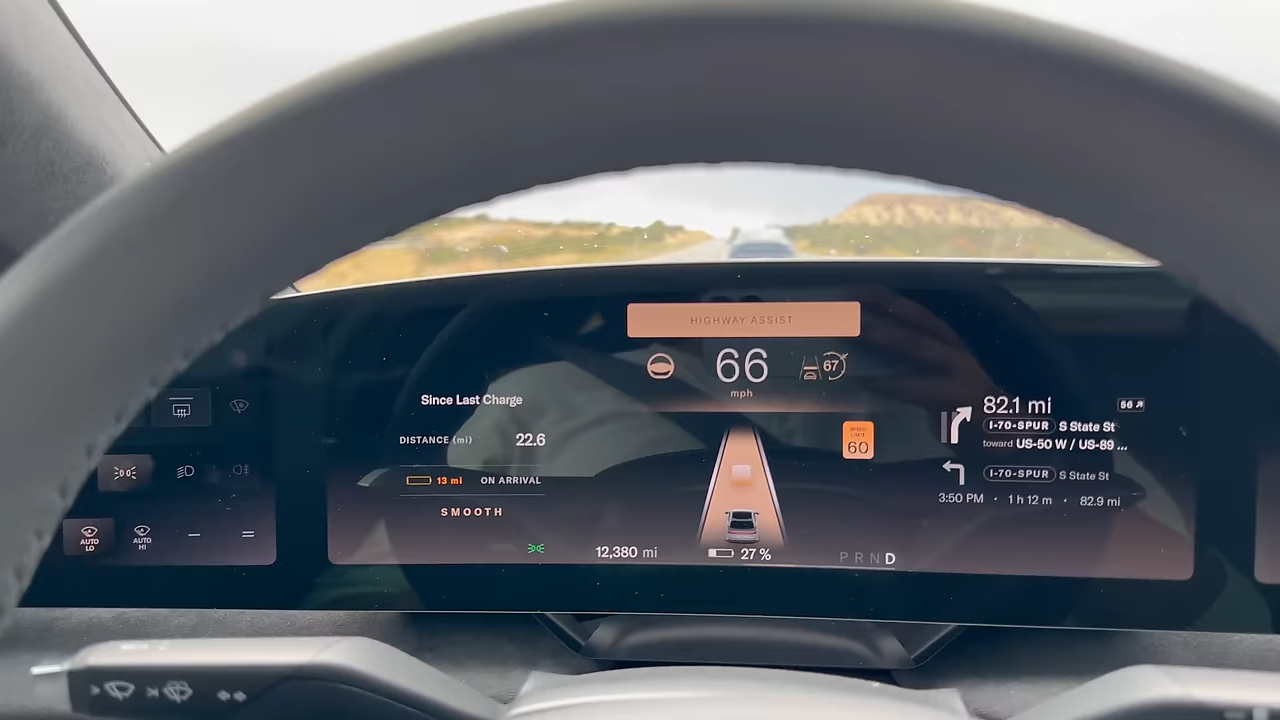 HIGHWAY ASSIST
66
mph
67
SPEED LIMIT
60
Since Last Charge
DISTANCE (mi) 22.6
13 mi ON ARRIVAL
SMOOTH
12,380 mi
27 %
P R N D
82.1 mi
56
I-70-SPUR S State St
toward US-50 W / US-89 ...
I-70-SPUR S State St
3:50 PM · 1 h 12 m · 82.9 mi
AUTO LO
AUTO HI